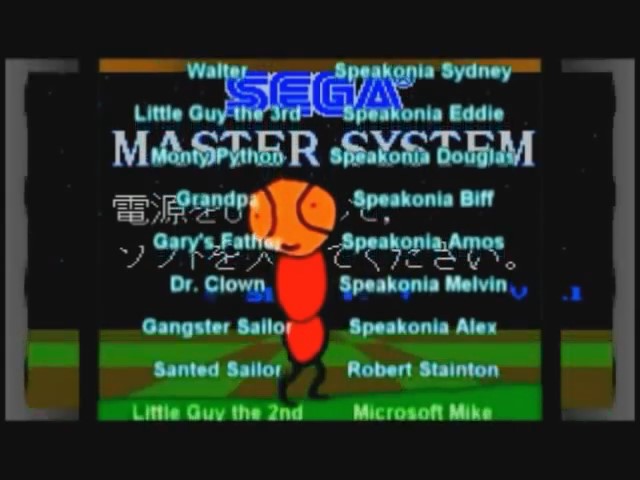 Walter Speakonia Sydney
SEGA®
Little Guy the 3rd Speakonia Eddie
MASTER SYSTEM
Monty Python Speakonia Douglas
Grandpa Speakonia Biff
電源を
Gary's Father Speakonia Amos
ソフトを てください。
Dr. Clown Speakonia Melvin
Gangster Sailor Speakonia Alex
Santed Sailor Robert Stainton
Little Guy the 2nd Microsoft Mike